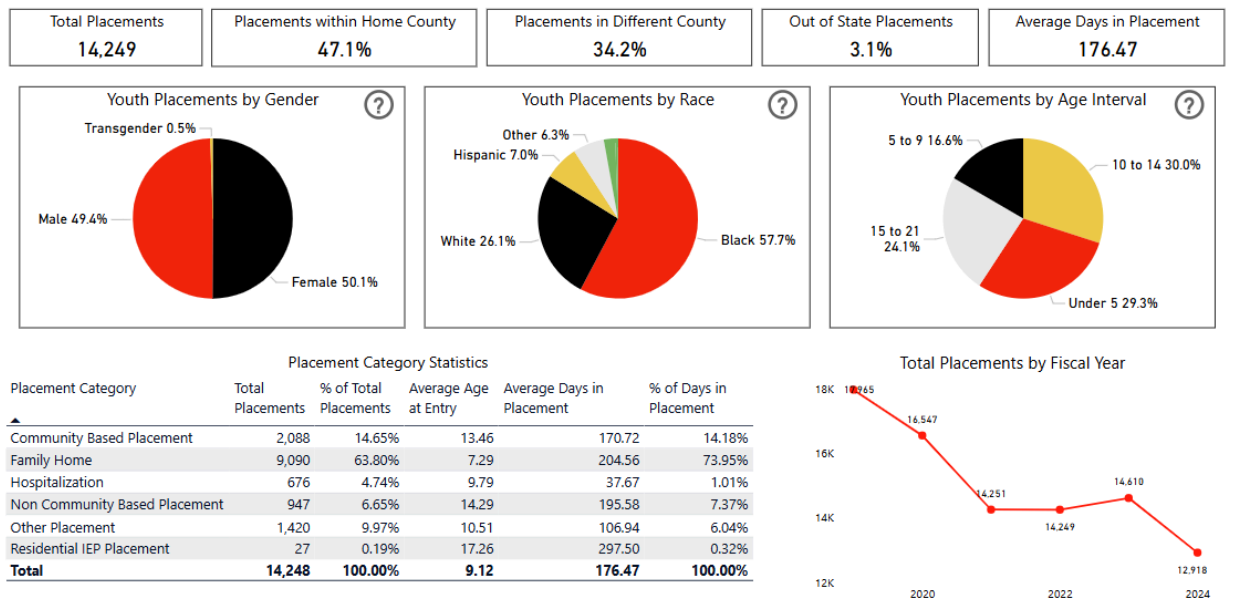 Total Placements
14,249
Placements within Home County
47.1%
Placements in Different County
34.2%
Out of State Placements
3.1%
Average Days in Placement
176.47
Youth Placements by Gender
?
Transgender 0.5%
Male 49.4%
Female 50.1%
Youth Placements by Race
?
Other 6.3%
Hispanic 7.0%
White 26.1%
Black 57.7%
Youth Placements by Age Interval
?
5 to 9 16.6%
10 to 14 30.0%
15 to 21
24.1%
Under 5 29.3%
Placement Category Statistics
Placement Category Total % of Total Average Age Average Days in % of Days in
Placements Placements at Entry Placement Placement
Community Based Placement 2,088 14.65% 13.46 170.72 14.18%
Family Home 9,090 63.80% 7.29 204.56 73.95%
Hospitalization 676 4.74% 9.79 37.67 1.01%
Non Community Based Placement 947 6.65% 14.29 195.58 7.37%
Other Placement 1,420 9.97% 10.51 106.94 6.04%
Residential IEP Placement 27 0.19% 17.26 297.50 0.32%
Total 14,248 100.00% 9.12 176.47 100.00%
Total Placements by Fiscal Year
18K
16,547
16K
14,251
14,610
14K
14,249
12,918
12K
2020 2022 2024